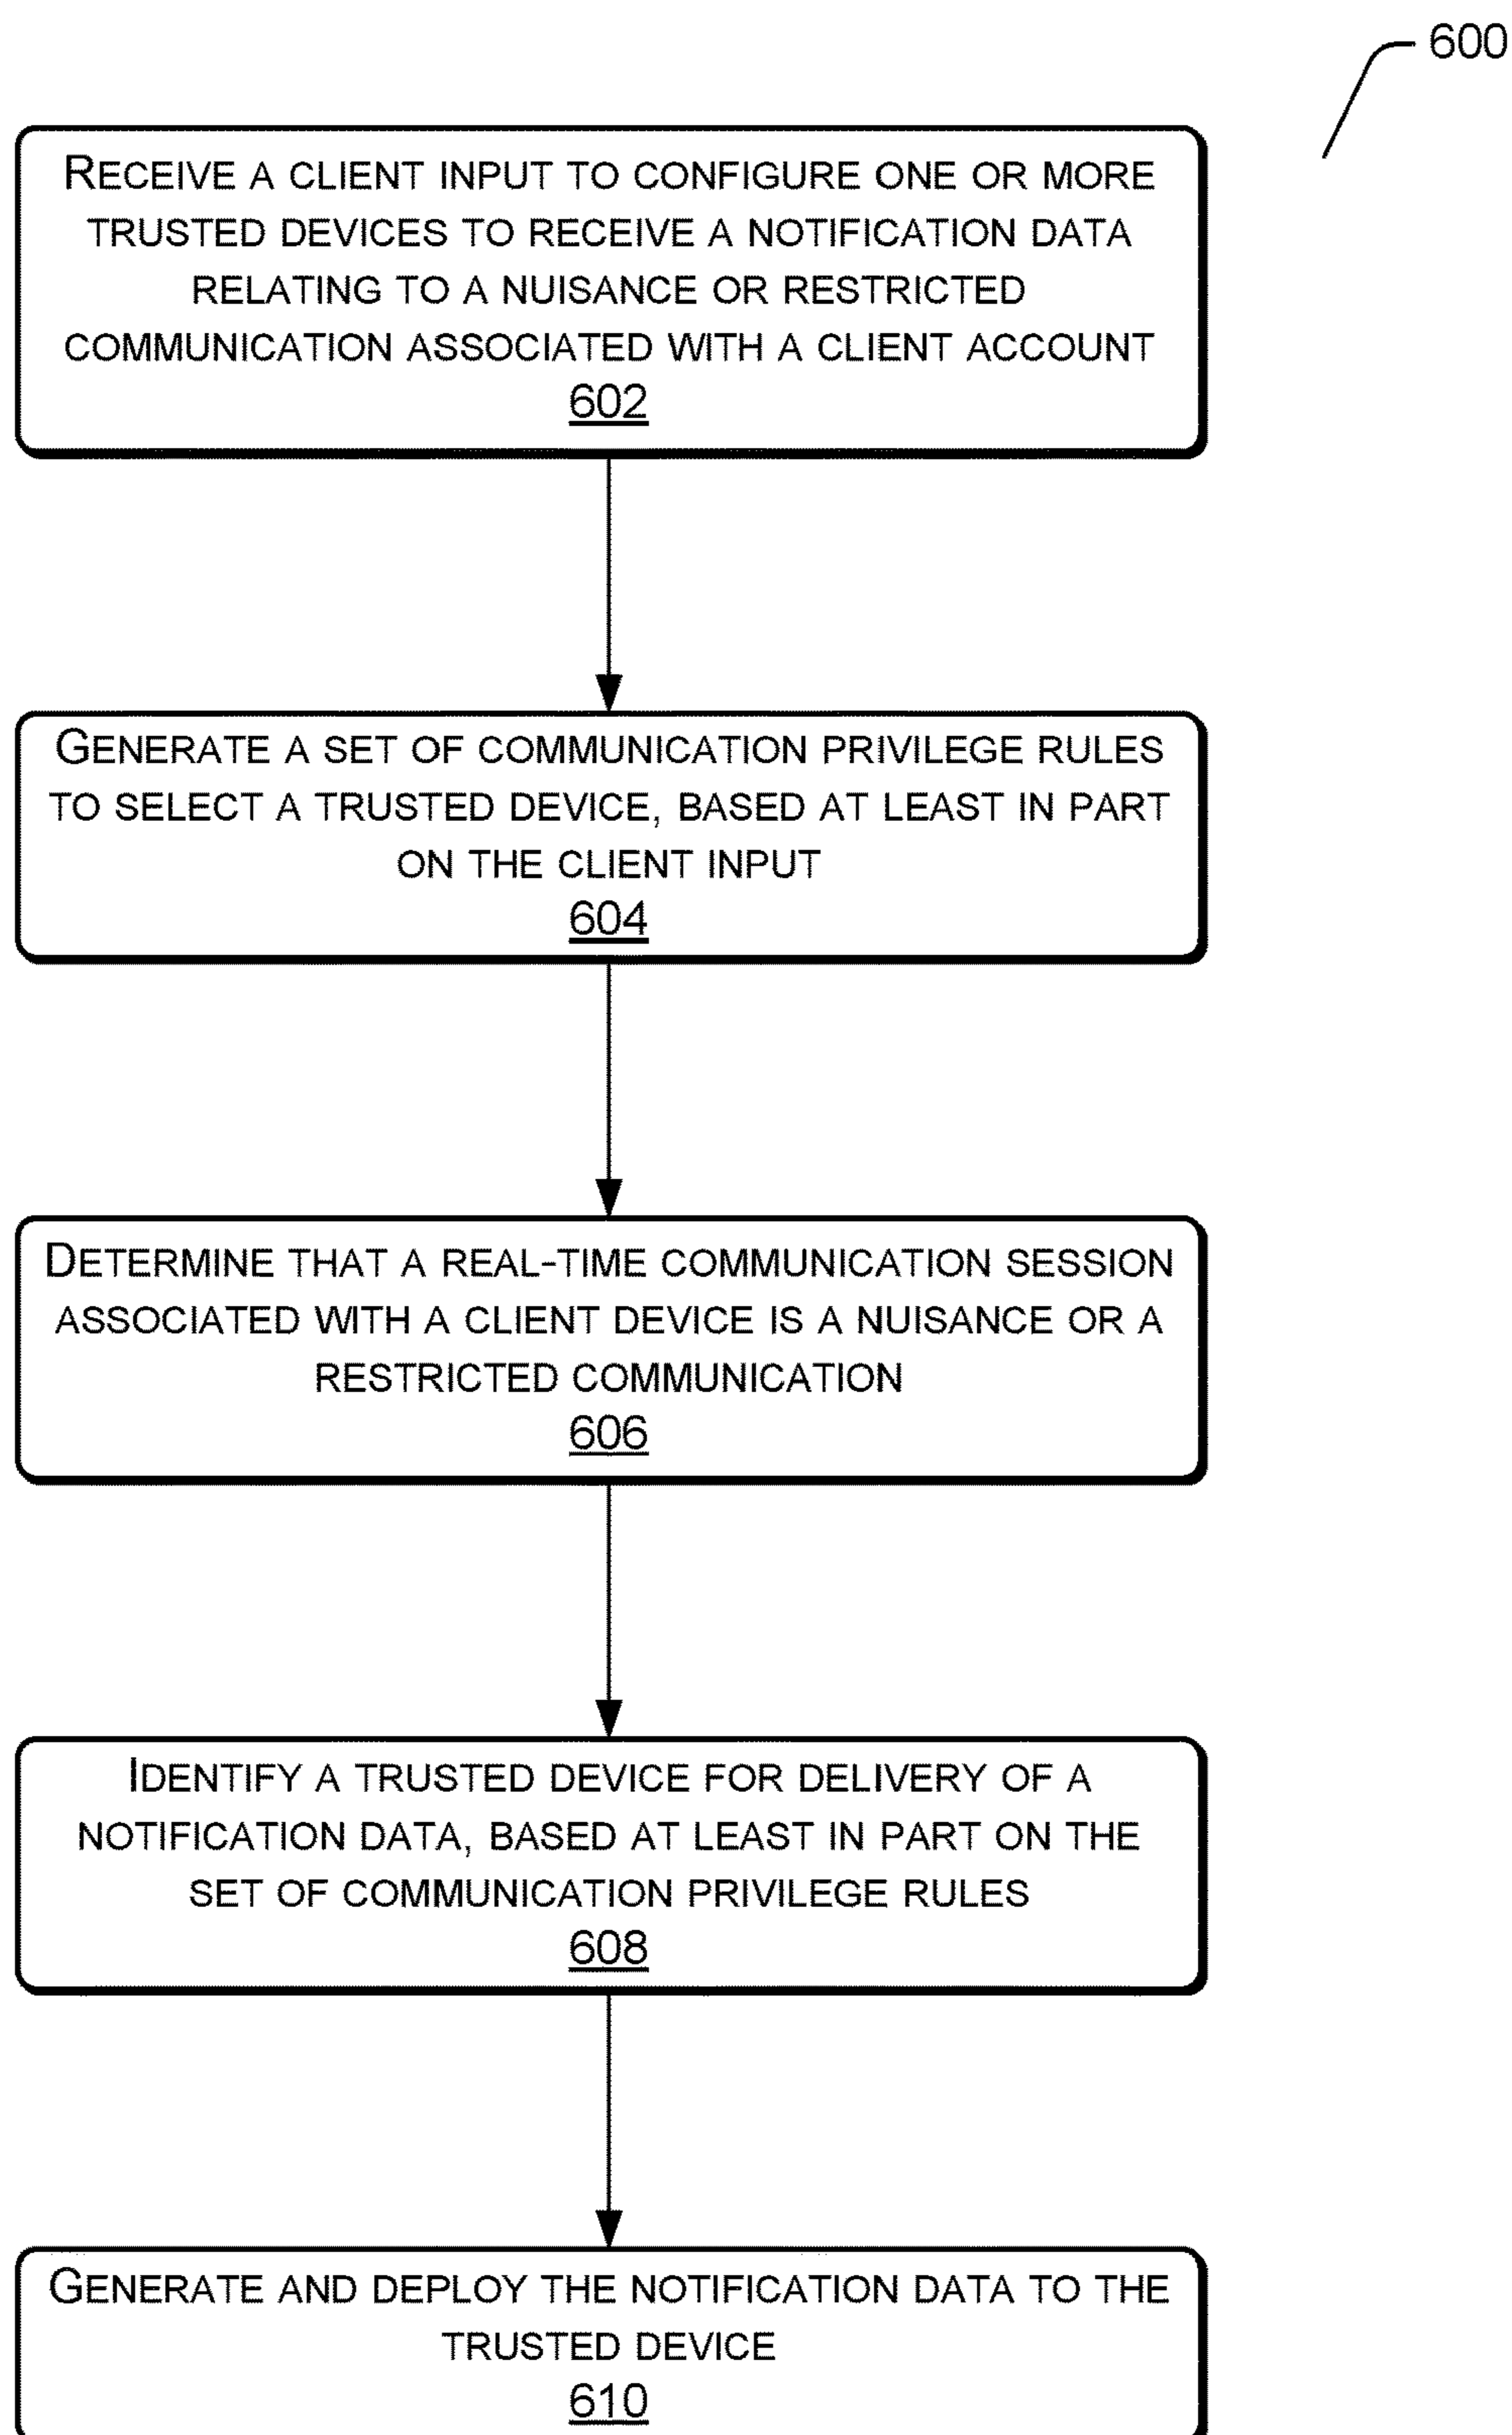 600
RECEIVE A CLIENT INPUT TO CONFIGURE ONE OR MORE
TRUSTED DEVICES TO RECEIVE A NOTIFICATION DATA
RELATING TO A NUISANCE OR RESTRICTED
COMMUNICATION ASSOCIATED WITH A CLIENT ACCOUNT
602
GENERATE A SET OF COMMUNICATION PRIVILEGE RULES
TO SELECT A TRUSTED DEVICE, BASED AT LEAST IN PART
ON THE CLIENT INPUT
604
DETERMINE THAT A REAL-TIME COMMUNICATION SESSION
ASSOCIATED WITH A CLIENT DEVICE IS A NUISANCE OR A
RESTRICTED COMMUNICATION
606
IDENTIFY A TRUSTED DEVICE FOR DELIVERY OF A
NOTIFICATION DATA, BASED AT LEAST IN PART ON THE
SET OF COMMUNICATION PRIVILEGE RULES
608
GENERATE AND DEPLOY THE NOTIFICATION DATA TO THE
TRUSTED DEVICE
610